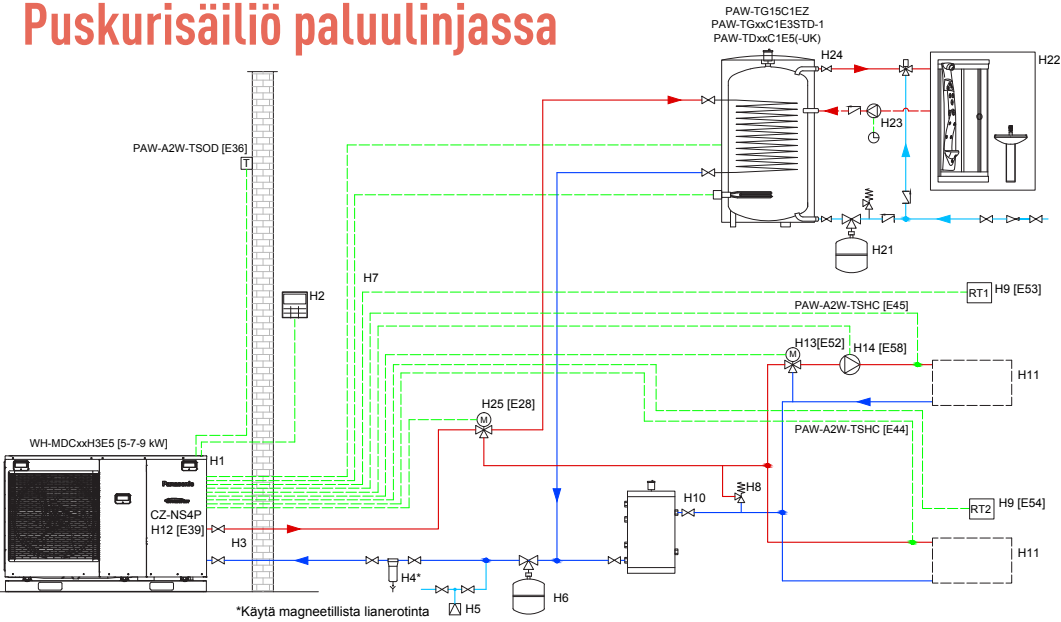 Puskurisäiliö paluulinjassa
PAW-TG15C1EZ
PAW-TGxxC1E3STD-1
PAW-TDxxC1E5(-UK)
H24
H22
H23
PAW-A2W-TSOD [E36]
T
H21
H7
H2
RT1
H9 [E53]
PAW-A2W-TSHC [E45]
H13[E52]
M
H14 [E58]
H11
H25 [E28]
M
PAW-A2W-TSHC [E44]
WH-MDCxxH3E5 [5-7-9 kW]
H1
Panasonic
CZ-NS4P
H12 [E39]
H3
H8
H10
RT2
H9 [E54]
H11
H4*
H5
H6
*Käytä magneetillista lianerotinta